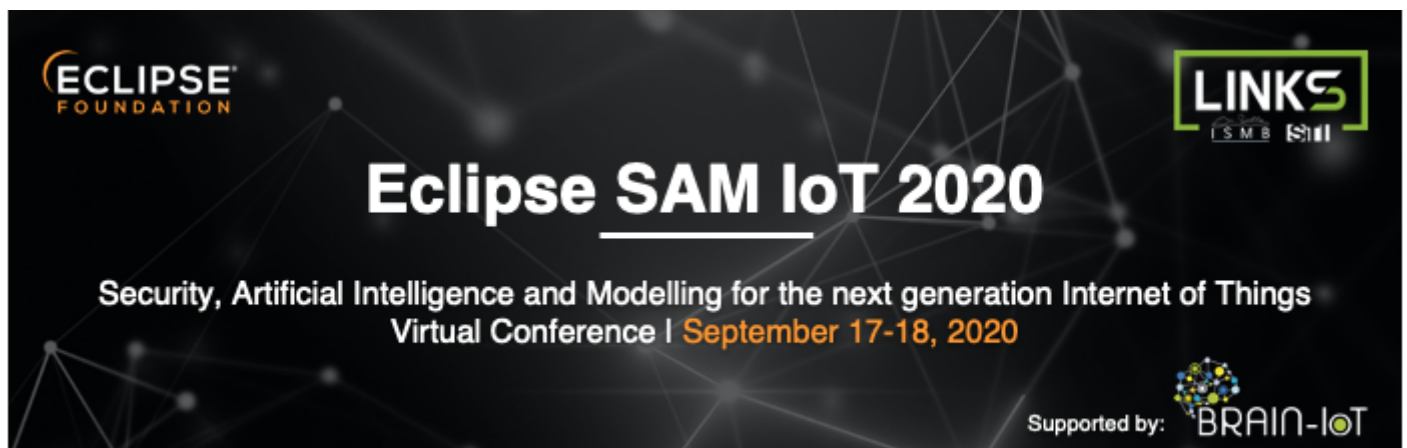 ECLIPSE
FOUNDATION
LINKS
ISMB STI
Eclipse SAM IoT 2020
Security, Artificial Intelligence and Modelling for the next generation Internet of Things
Virtual Conference | September 17-18, 2020
Supported by: BRAIN-IoT